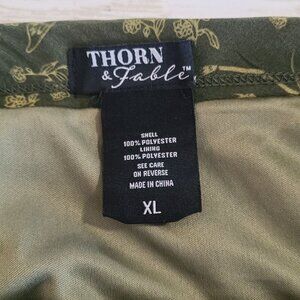 THORN
& Fable™
SHELL
100% POLYESTER
LINING
100% POLYESTER
SEE CARE
ON REVERSE
MADE IN CHINA
XL